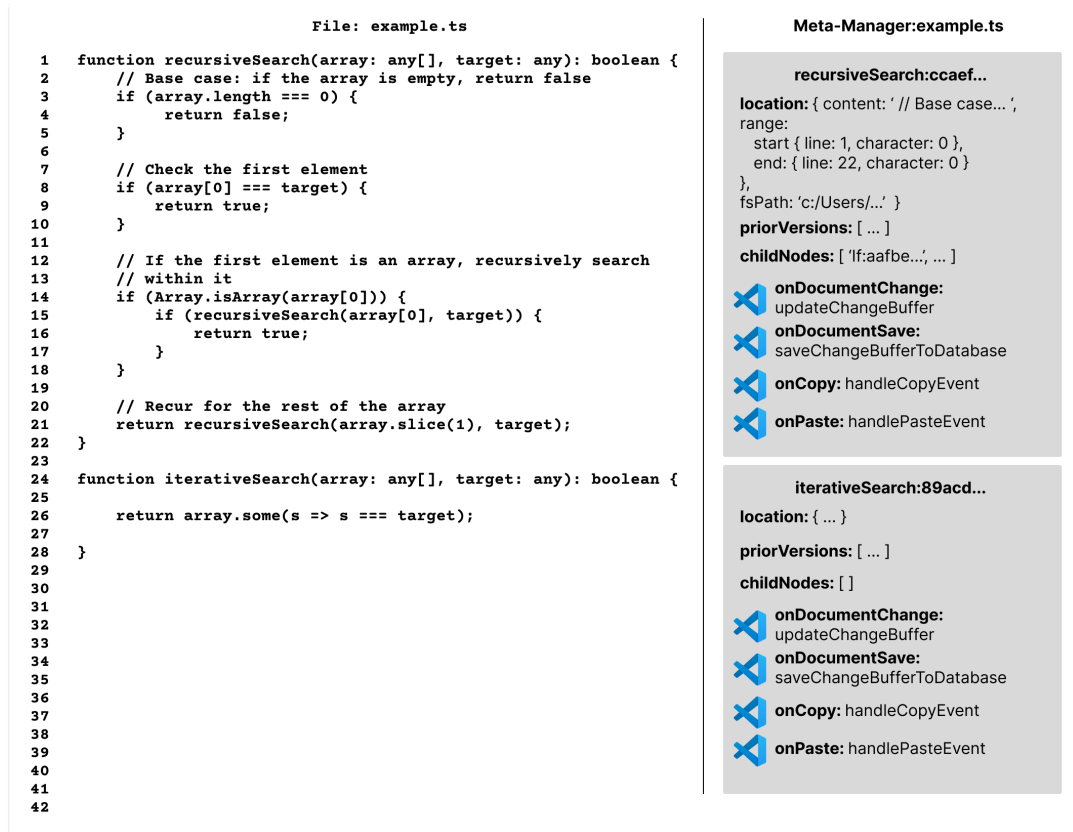 File: example.ts
1 function recursiveSearch(array: any[], target: any): boolean {
2 // Base case: if the array is empty, return false
3 if (array.length === 0) {
4 return false;
5 }
6
7 // Check the first element
8 if (array[0] === target) {
9 return true;
10 }
11
12 // If the first element is an array, recursively search
13 // within it
14 if (Array.isArray(array[0])) {
15 if (recursiveSearch(array[0], target)) {
16 return true;
17 }
18 }
19
20 // Recur for the rest of the array
21 return recursiveSearch(array.slice(1), target);
22 }
23
24 function iterativeSearch(array: any[], target: any): boolean {
25
26 return array.some(s => s === target);
27
28 }
29
30
31
32
33
34
35
36
37
38
39
40
41
42
Meta-Manager:example.ts
recursiveSearch:ccaef...
location: { content: ‘ // Base case... ‘,
range:
start { line: 1, character: 0 },
end: { line: 22, character: 0 }
},
fsPath: ‘c:/Users/...’ }
priorVersions: [ ... ]
childNodes: [ ‘If:aafbe...’, ... ]
onDocumentChange:
updateChangeBuffer
onDocumentSave:
saveChangeBufferToDatabase
onCopy: handleCopyEvent
onPaste: handlePasteEvent
iterativeSearch:89acd...
location: { ... }
priorVersions: [ ... ]
childNodes: [ ]
onDocumentChange:
updateChangeBuffer
onDocumentSave:
saveChangeBufferToDatabase
onCopy: handleCopyEvent
onPaste: handlePasteEvent